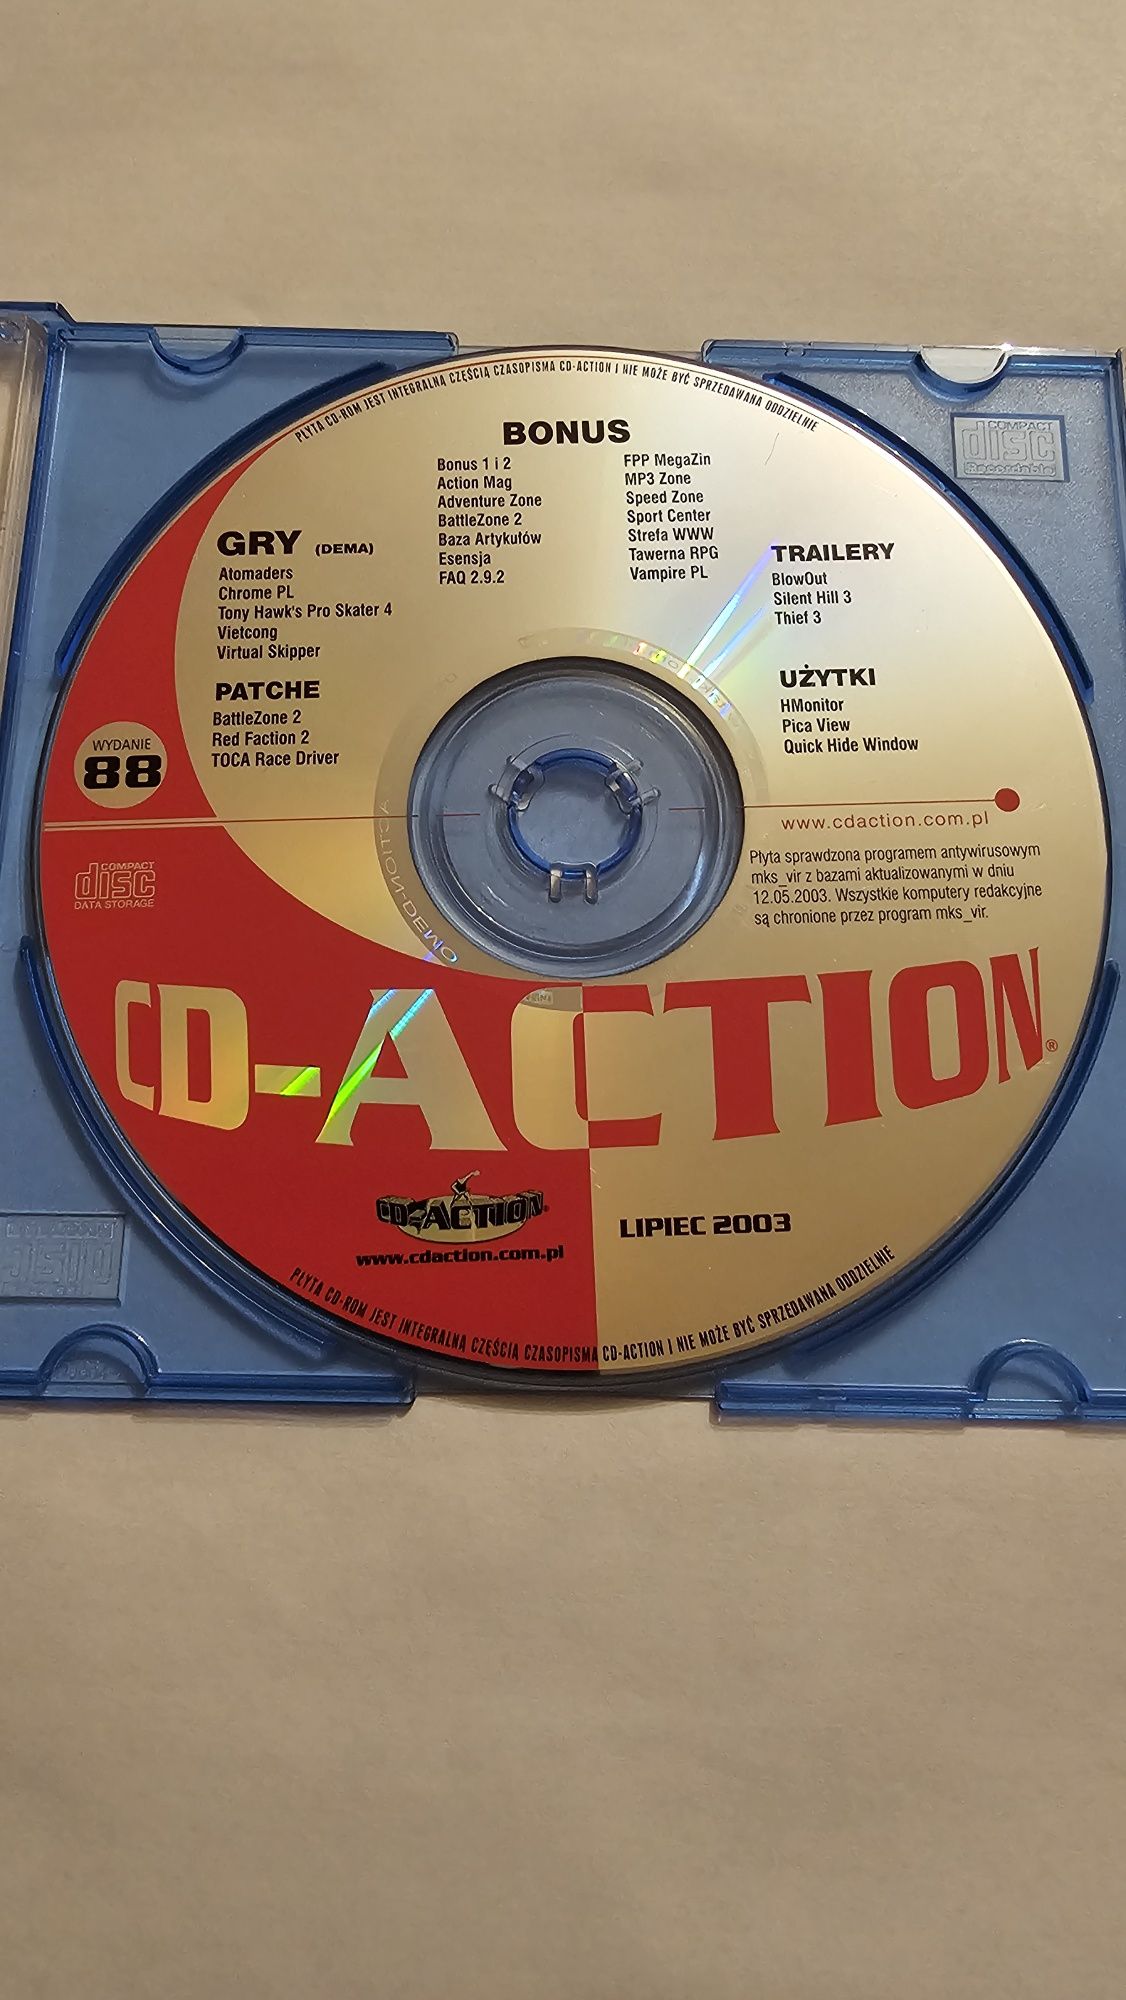 PŁYTA CD-ROM JEST INTEGRALNĄ CZĘŚCIĄ CZASOPISMA CD-ACTION I NIE MOŻE BYĆ SPRZEDAWANA ODDZIELNIE
BONUS
Bonus 1 i 2
Action Mag
Adventure Zone
BattleZone 2
Baza Artykułów
Esensja
FAQ 2.9.2
FPP MegaZin
MP3 Zone
Speed Zone
Sport Center
Strefa WWW
Tawerna RPG
Vampire PL
GRY (DEMA)
Atomaders
Chrome PL
Tony Hawk's Pro Skater 4
Vietcong
Virtual Skipper
PATCHE
BattleZone 2
Red Faction 2
TOCA Race Driver
TRAILERY
BlowOut
Silent Hill 3
Thief 3
UŻYTKI
HMonitor
Pica View
Quick Hide Window
WYDANIE
88
COMPACT
disc
DATA STORAGE
www.cdaction.com.pl
Płyta sprawdzona programem antywirusowym
mks_vir z bazami aktualizowanymi w dniu
12.05.2003. Wszystkie komputery redakcyjne
są chronione przez program mks_vir.
CD-ACTION®
CD-ACTION®
www.cdaction.com.pl
LIPIEC 2003
PŁYTA CD-ROM JEST INTEGRALNĄ CZĘŚCIĄ CZASOPISMA CD-ACTION I NIE MOŻE BYĆ SPRZEDAWANA ODDZIELNIE
COMPACT
disc
Recordable